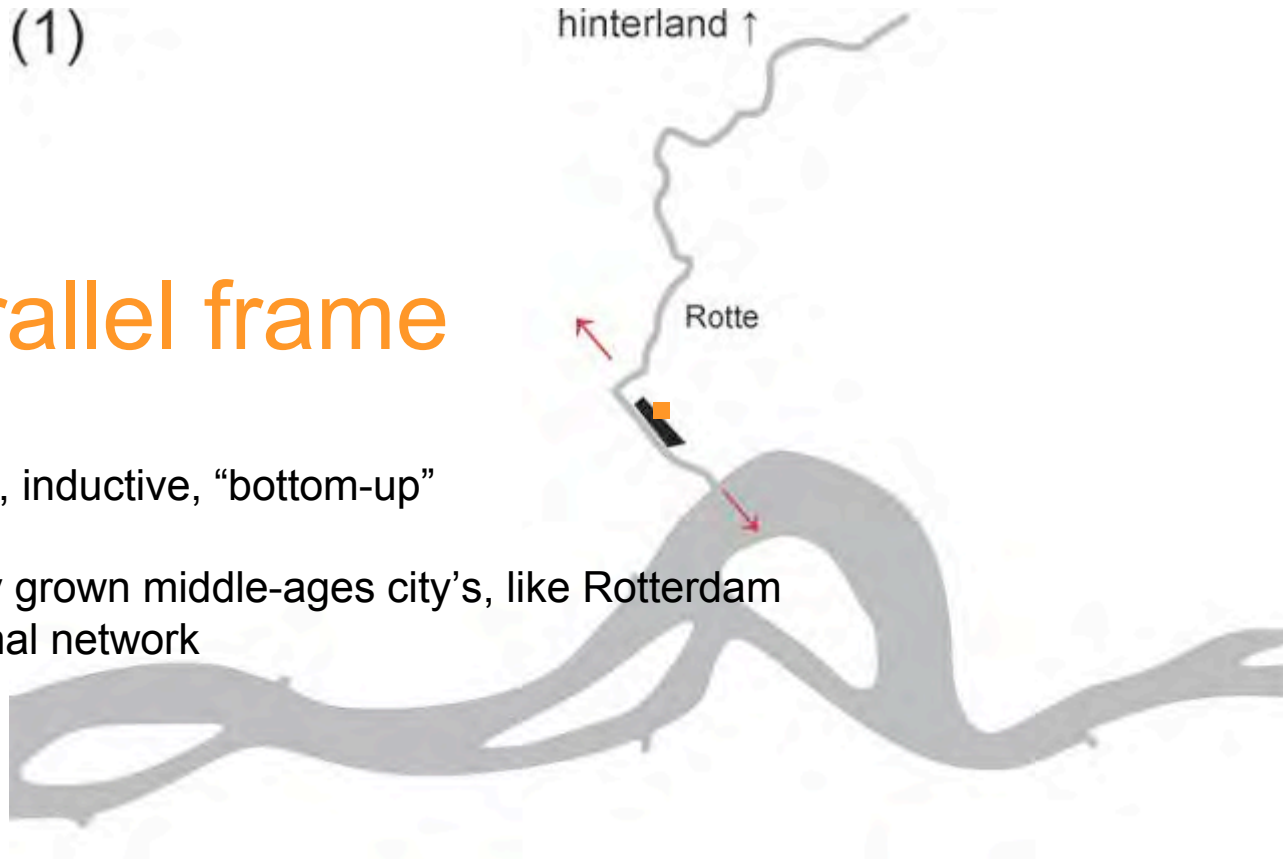 (1)
hinterland ↑
rallel frame
Rotte
, inductive, “bottom-up”
grown middle-ages city’s, like Rotterdam
nal network